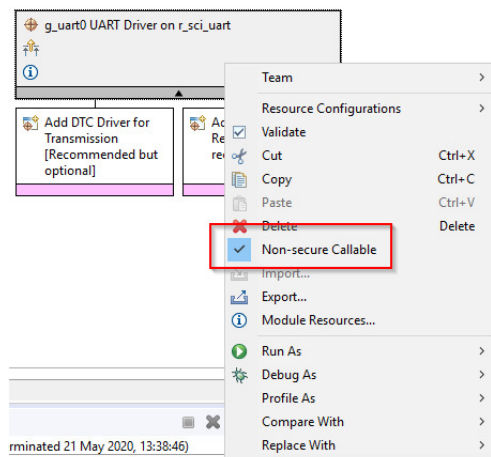 g_uart0 UART Driver on r_sci_uart
Add DTC Driver for
Transmission
[Recommended but
optional]
Team
Resource Configurations
Validate
Cut Ctrl+X
Copy Ctrl+C
Paste Ctrl+V
Delete Delete
Non-secure Callable
Import...
Export...
Module Resources...
Run As
Debug As
Profile As
Compare With
Replace With
rminated 21 May 2020, 13:38:46)